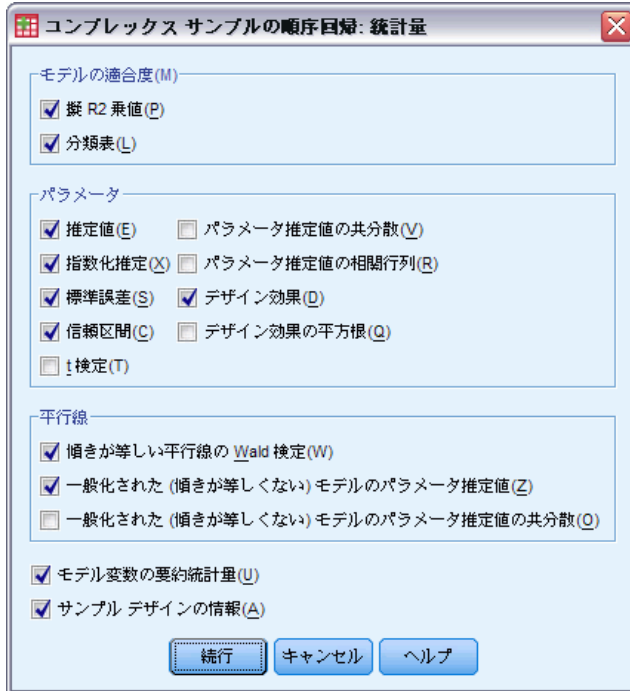 コンプレックス サンプルの順序回帰: 統計量
モデルの適合度(M)
擬 R2 乗値(P)
分類表(L)
パラメータ
推定値(E) パラメータ推定値の共分散(V)
指数化推定(X) パラメータ推定値の相関行列(R)
標準誤差(S) デザイン効果(D)
信頼区間(C) デザイン効果の平方根(Q)
t 検定(T)
平行線
傾きが等しい平行線の Wald 検定(W)
一般化された (傾きが等しくない) モデルのパラメータ推定値(Z)
一般化された (傾きが等しくない) モデルのパラメータ推定値の共分散(O)
モデル変数の要約統計量(U)
サンプル デザインの情報(A)
続行 キャンセル ヘルプ